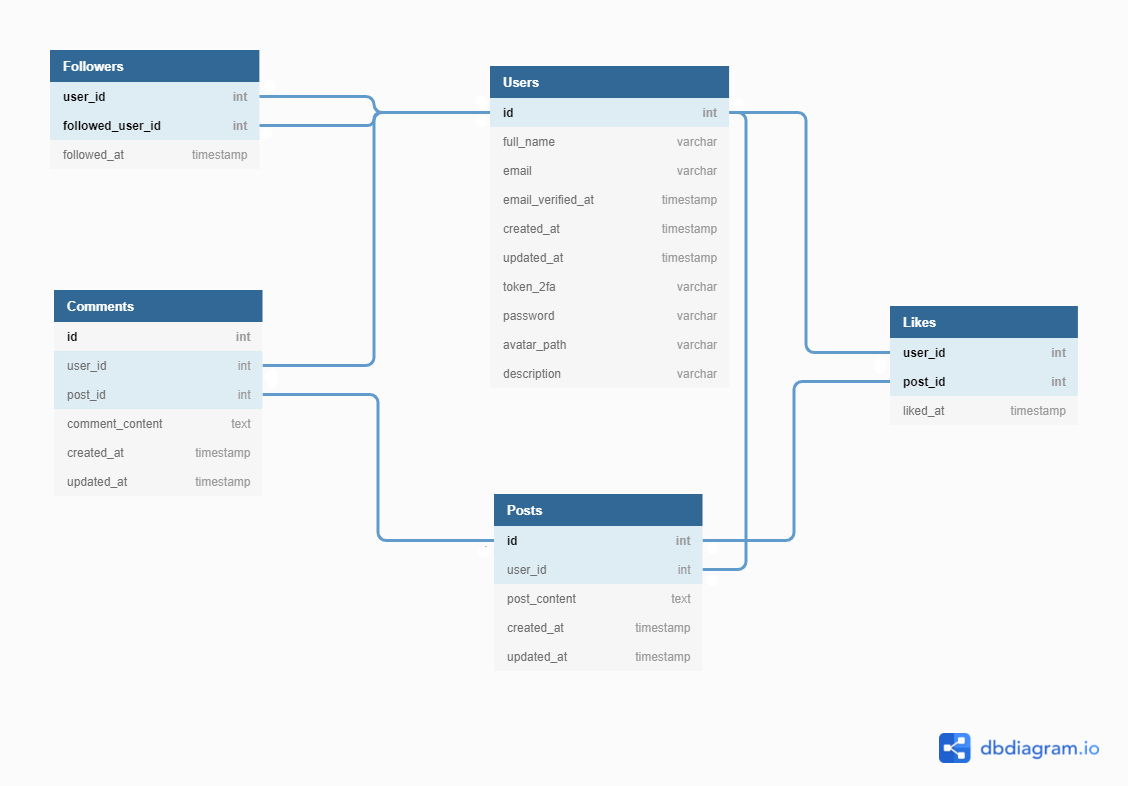 Followers
user_id int
followed_user_id int
followed_at timestamp
Users
id int
full_name varchar
email varchar
email_verified_at timestamp
created_at timestamp
updated_at timestamp
token_2fa varchar
password varchar
avatar_path varchar
description varchar
Comments
id int
user_id int
post_id int
comment_content text
created_at timestamp
updated_at timestamp
Likes
user_id int
post_id int
liked_at timestamp
Posts
id int
user_id int
post_content text
created_at timestamp
updated_at timestamp
dbdiagram.io